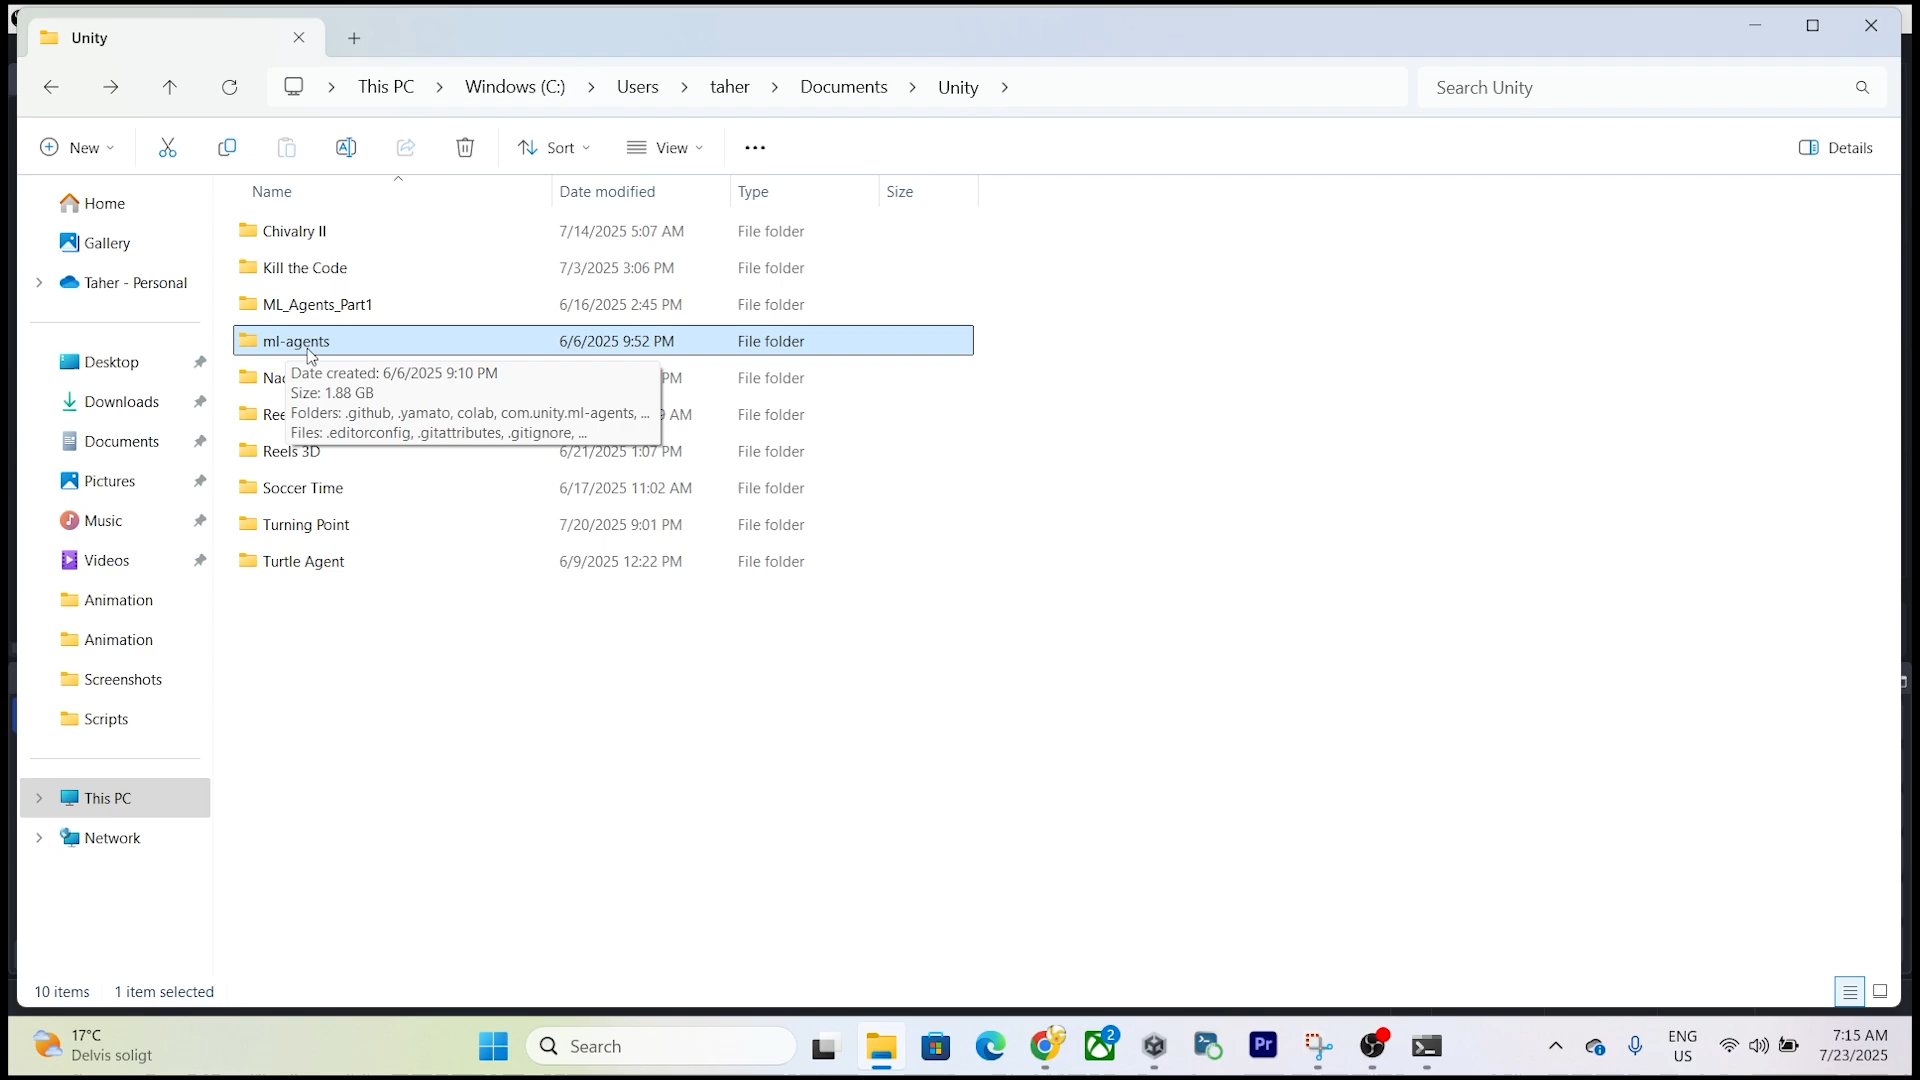 Unity
This PC
Windows (C:)
Users
taher
Documents
Unity
Search Unity
New
Sort
View
Details
Name
Date modified
Type
Size
Home
Gallery
Taher - Personal
Desktop
Downloads
Documents
Pictures
Music
Videos
Animation
Animation
Screenshots
Scripts
This PC
Network
Chivalry II 7/14/2025 5:07 AM File folder
Kill the Code 7/3/2025 3:06 PM File folder
ML_Agents_Part1 6/16/2025 2:45 PM File folder
ml-agents 6/6/2025 9:52 PM File folder
PM File folder
AM File folder
Reels 3D 6/21/2025 1:07 PM File folder
Soccer Time 6/17/2025 11:02 AM File folder
Turning Point 7/20/2025 9:01 PM File folder
Turtle Agent 6/9/2025 12:22 PM File folder
Date created: 6/6/2025 9:10 PM
Size: 1.88 GB
Folders: .github, .yamato, colab, com.unity.ml-agents, ...
Files: .editorconfig, .gitattributes, .gitignore, ...
10 items 1 item selected
17°C
Delvis soligt
Search
2
Pr
ENG
US
7:15 AM
7/23/2025